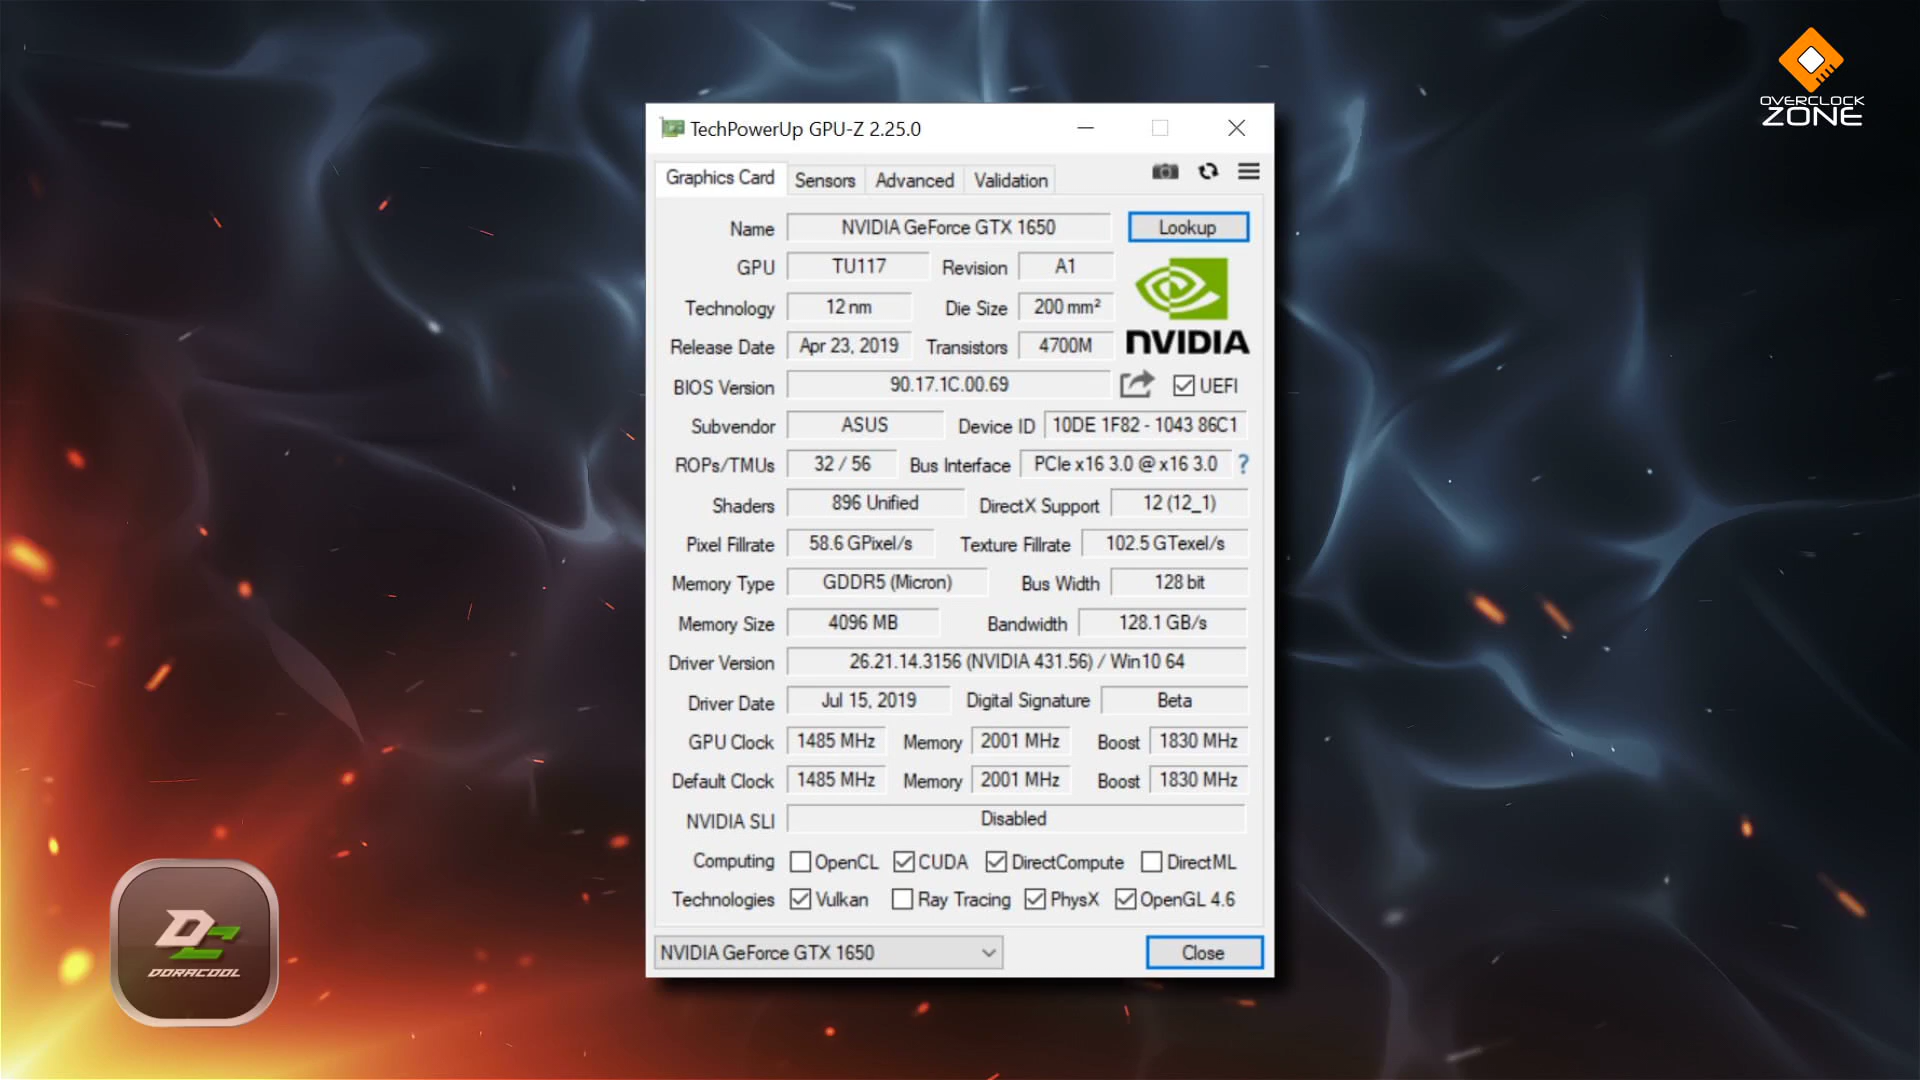 OVERCLOCK
ZONE
TechPowerUp GPU-Z 2.25.0
Graphics Card Sensors Advanced Validation
Name NVIDIA GeForce GTX 1650 Lookup
GPU TU117 Revision A1
Technology 12 nm Die Size 200 mm²
NVIDIA
Release Date Apr 23, 2019 Transistors 4700M
BIOS Version 90.17.1C.00.69 UEFI
Subvendor ASUS Device ID 10DE 1F82 - 1043 86C1
ROPs/TMUs 32 / 56 Bus Interface PCIe x16 3.0 @ x16 3.0 ?
Shaders 896 Unified DirectX Support 12 (12_1)
Pixel Fillrate 58.6 GPixel/s Texture Fillrate 102.5 GTexel/s
Memory Type GDDR5 (Micron) Bus Width 128 bit
Memory Size 4096 MB Bandwidth 128.1 GB/s
Driver Version 26.21.14.3156 (NVIDIA 431.56) / Win10 64
Driver Date Jul 15, 2019 Digital Signature Beta
GPU Clock 1485 MHz Memory 2001 MHz Boost 1830 MHz
Default Clock 1485 MHz Memory 2001 MHz Boost 1830 MHz
NVIDIA SLI Disabled
Computing OpenCL CUDA DirectCompute DirectML
Technologies Vulkan Ray Tracing PhysX OpenGL 4.6
NVIDIA GeForce GTX 1650 Close
DC
DORACOOL